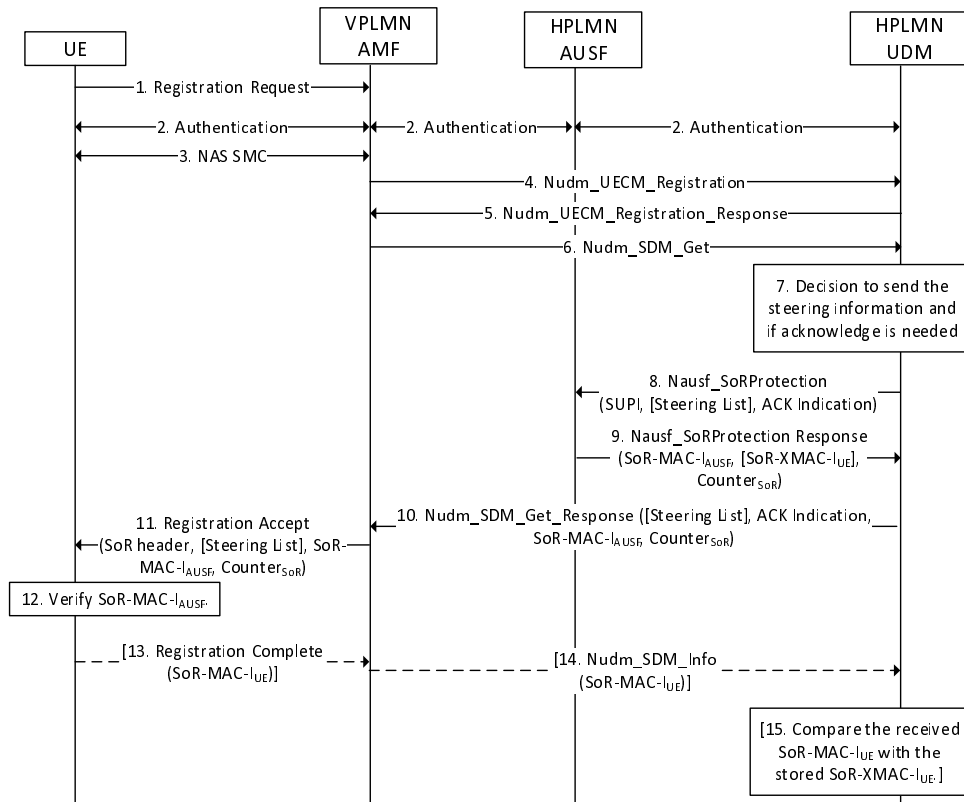 UE
VPLMN
AMF
HPLMN
AUSF
HPLMN
UDM
1. Registration Request
2. Authentication
2. Authentication
2. Authentication
3. NAS SMC
4. Nudm_UECM_Registration
5. Nudm_UECM_Registration_Response
6. Nudm_SDM_Get
7. Decision to send the
steering information and
if acknowledge is needed
8. Nausf_SoRProtection
(SUPI, [Steering List], ACK Indication)
9. Nausf_SoRProtection Response
(SoR-MAC-IAUSF, [SoR-XMAC-IUE],
CounterSoR)
10. Nudm_SDM_Get_Response ([Steering List], ACK Indication,
SoR-MAC-IAUSF, CounterSoR)
11. Registration Accept
(SoR header, [Steering List], SoR-
MAC-IAUSF, CounterSoR)
12. Verify SoR-MAC-IAUSF.
[13. Registration Complete
(SoR-MAC-IUE)]
[14. Nudm_SDM_Info
(SoR-MAC-IUE)]
[15. Compare the received
SoR-MAC-IUE with the
stored SoR-XMAC-IUE.]